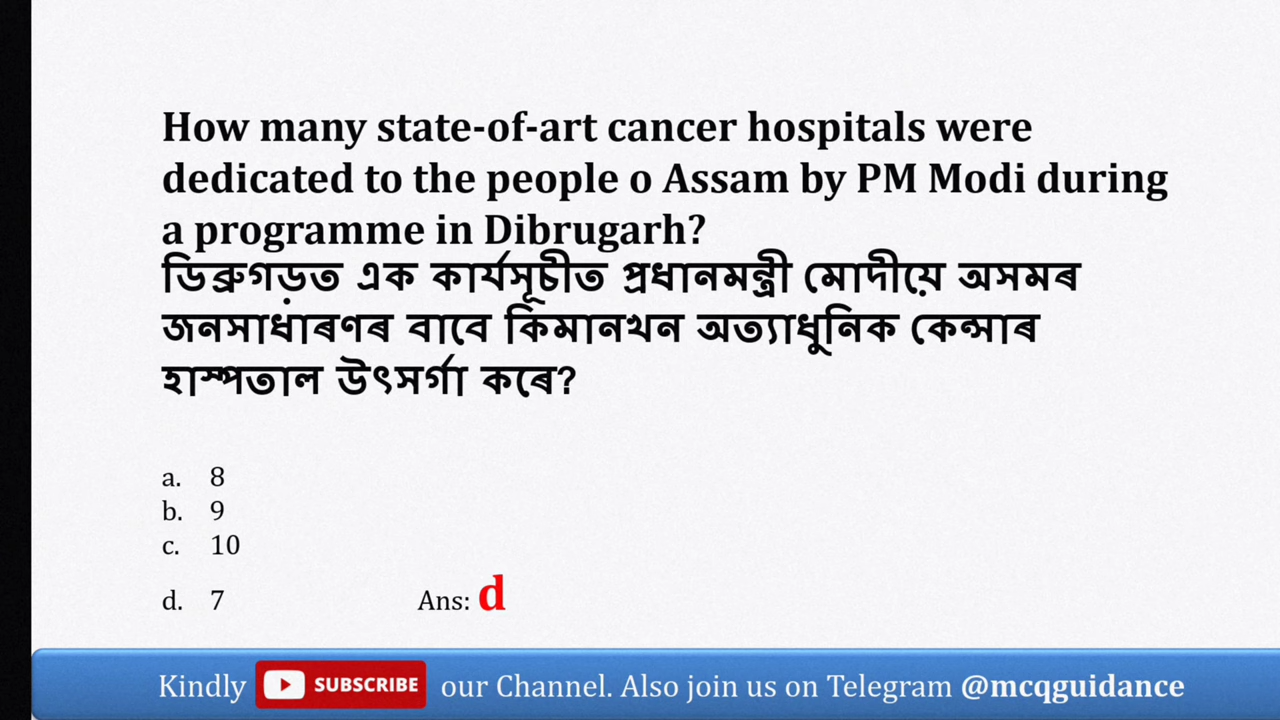 How many state-of-art cancer hospitals were
dedicated to the people o Assam by PM Modi during
a programme in Dibrugarh?
ডিব্ৰুগড়ত এক কাৰ্যসূচীত প্ৰধানমন্ত্ৰী মোদীয়ে অসমৰ
জনসাধাৰণৰ বাবে কিমানখন অত্যাধুনিক কেন্সাৰ
হাস্পতাল উৎসৰ্গা কৰে?
a. 8
b. 9
c. 10
d. 7 Ans: d
Kindly SUBSCRIBE our Channel. Also join us on Telegram @mcqguidance